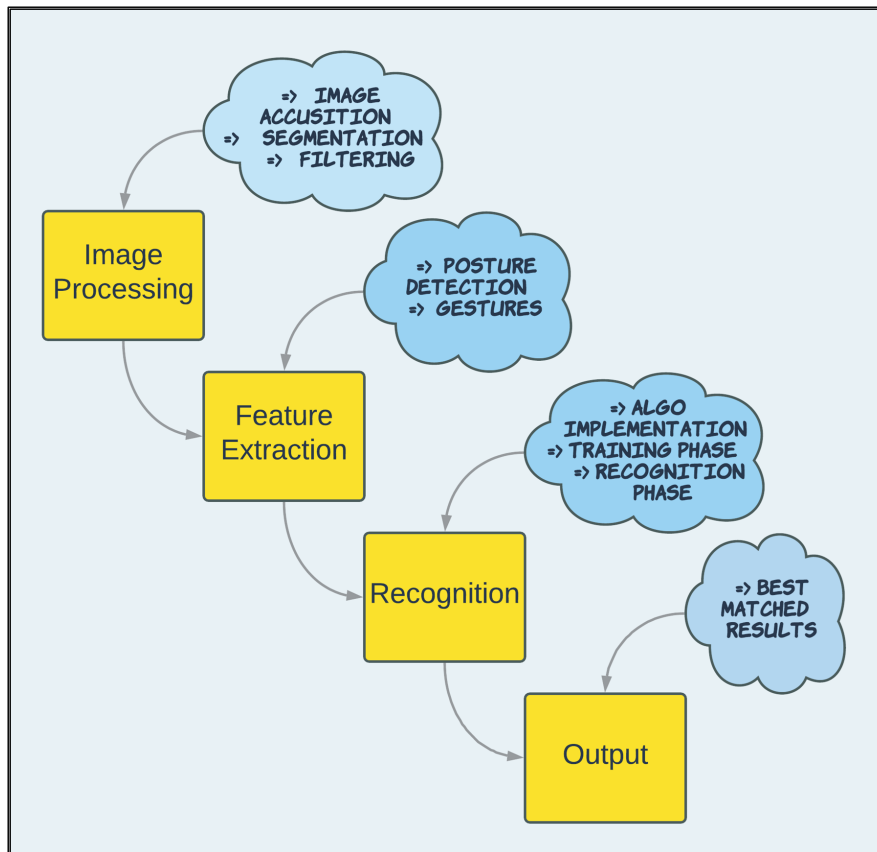 => IMAGE
ACCUSITION
=> SEGMENTATION
=> FILTERING
Image
Processing
=> POSTURE
DETECTION
=> GESTURES
Feature
Extraction
=> ALGO
IMPLEMENTATION
=> TRAINING PHASE
=> RECOGNITION
PHASE
Recognition
=> BEST
MATCHED
RESULTS
Output